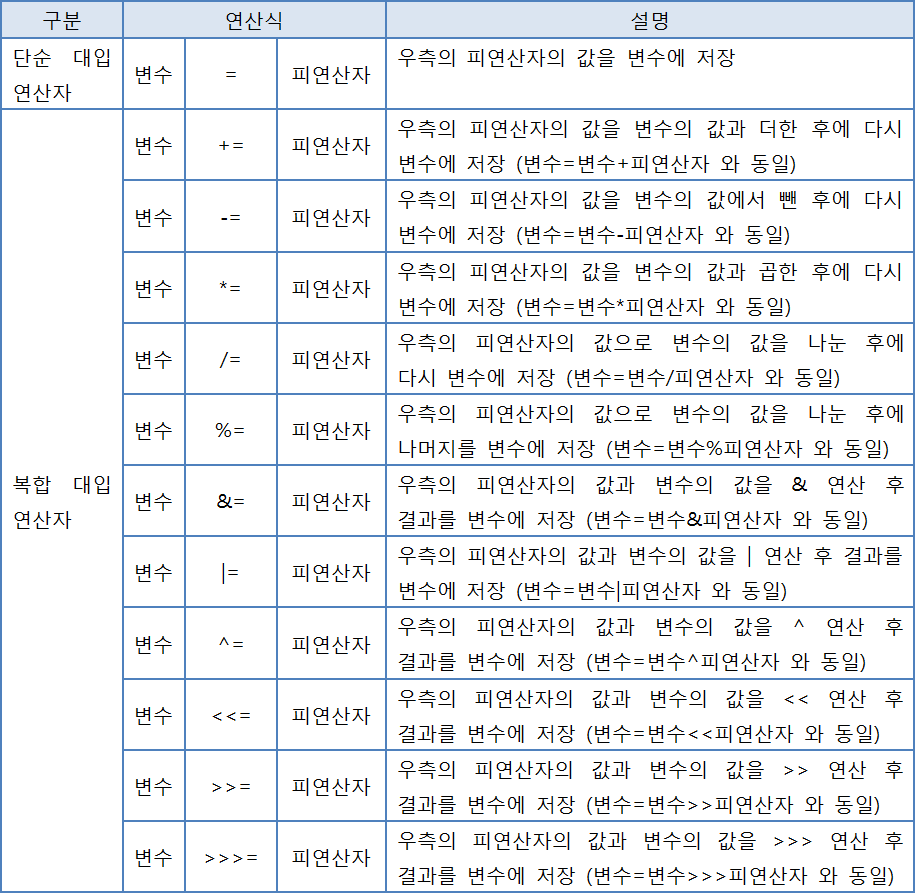 구분 연산식 설명
단순 대입
연산자
변수 = 피연산자
우측의 피연산자의 값을 변수에 저장
복합 대입
연산자
변수 += 피연산자
우측의 피연산자의 값을 변수의 값과 더한 후에 다시
변수에 저장 (변수=변수+피연산자 와 동일)
변수 -= 피연산자
우측의 피연산자의 값을 변수의 값에서 뺀 후에 다시
변수에 저장 (변수=변수-피연산자 와 동일)
변수 *= 피연산자
우측의 피연산자의 값을 변수의 값과 곱한 후에 다시
변수에 저장 (변수=변수*피연산자 와 동일)
변수 /= 피연산자
우측의 피연산자의 값으로 변수의 값을 나눈 후에
다시 변수에 저장 (변수=변수/피연산자 와 동일)
변수 %= 피연산자
우측의 피연산자의 값으로 변수의 값을 나눈 후에
나머지를 변수에 저장 (변수=변수%피연산자 와 동일)
변수 &= 피연산자
우측의 피연산자의 값과 변수의 값을 & 연산 후
결과를 변수에 저장 (변수=변수&피연산자 와 동일)
변수 |= 피연산자
우측의 피연산자의 값과 변수의 값을 | 연산 후 결과를
변수에 저장 (변수=변수|피연산자 와 동일)
변수 ^= 피연산자
우측의 피연산자의 값과 변수의 값을 ^ 연산 후
결과를 변수에 저장 (변수=변수^피연산자 와 동일)
변수 <<= 피연산자
우측의 피연산자의 값과 변수의 값을 << 연산 후
결과를 변수에 저장 (변수=변수<<피연산자 와 동일)
변수 >>= 피연산자
우측의 피연산자의 값과 변수의 값을 >> 연산 후
결과를 변수에 저장 (변수=변수>>피연산자 와 동일)
변수 >>>= 피연산자
우측의 피연산자의 값과 변수의 값을 >>> 연산 후
결과를 변수에 저장 (변수=변수>>>피연산자 와 동일)